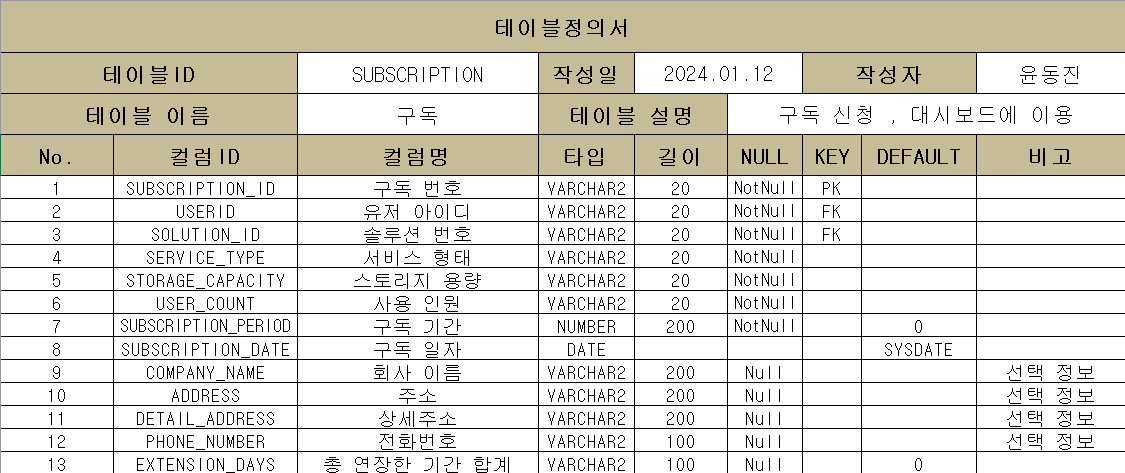 테이블정의서
테이블ID SUBSCRIPTION 작성일 2024.01.12 작성자 윤동진
테이블 이름 구독 테이블 설명 구독 신청 , 대시보드에 이용
No. 컬럼ID 컬럼명 타입 길이 NULL KEY DEFAULT 비고
1 SUBSCRIPTION_ID 구독 번호 VARCHAR2 20 NotNull PK
2 USERID 유저 아이디 VARCHAR2 20 NotNull FK
3 SOLUTION_ID 솔루션 번호 VARCHAR2 20 NotNull FK
4 SERVICE_TYPE 서비스 형태 VARCHAR2 20 NotNull
5 STORAGE_CAPACITY 스토리지 용량 VARCHAR2 20 NotNull
6 USER_COUNT 사용 인원 VARCHAR2 20 NotNull
7 SUBSCRIPTION_PERIOD 구독 기간 NUMBER 200 NotNull 0
8 SUBSCRIPTION_DATE 구독 일자 DATE SYSDATE
9 COMPANY_NAME 회사 이름 VARCHAR2 200 Null 선택 정보
10 ADDRESS 주소 VARCHAR2 200 Null 선택 정보
11 DETAIL_ADDRESS 상세주소 VARCHAR2 200 Null 선택 정보
12 PHONE_NUMBER 전화번호 VARCHAR2 100 Null 선택 정보
13 EXTENSION_DAYS 총 연장한 기간 합계 VARCHAR2 100 Null 0